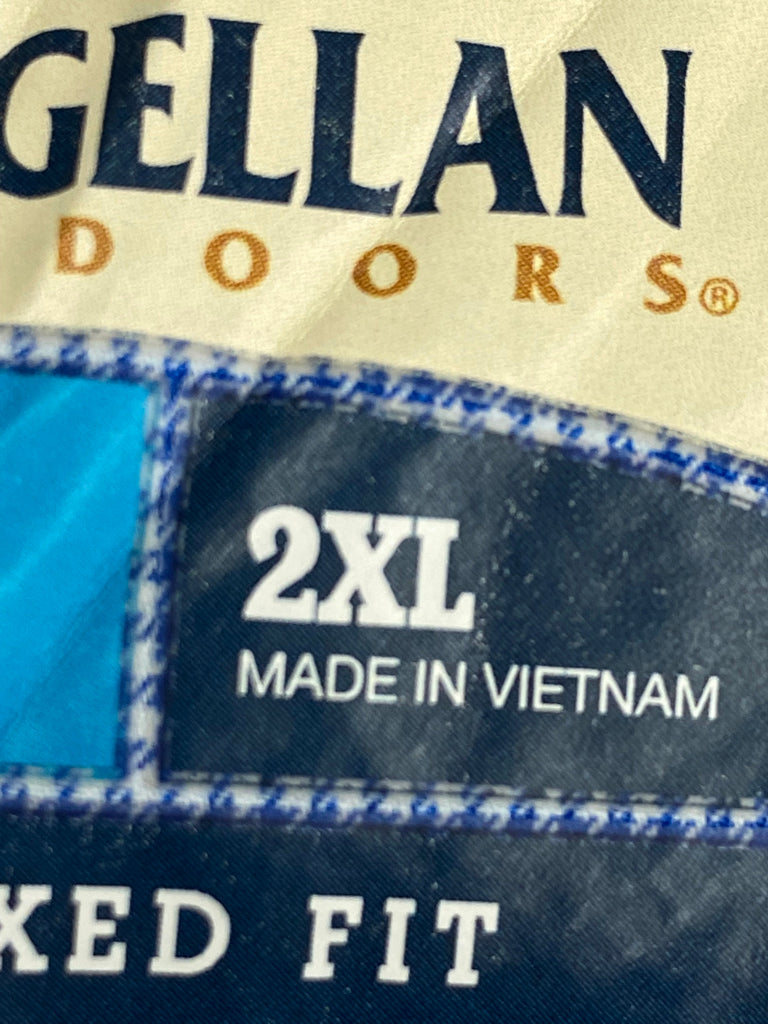 GELLAN
DOORS®
2XL
MADE IN VIETNAM
XED FIT